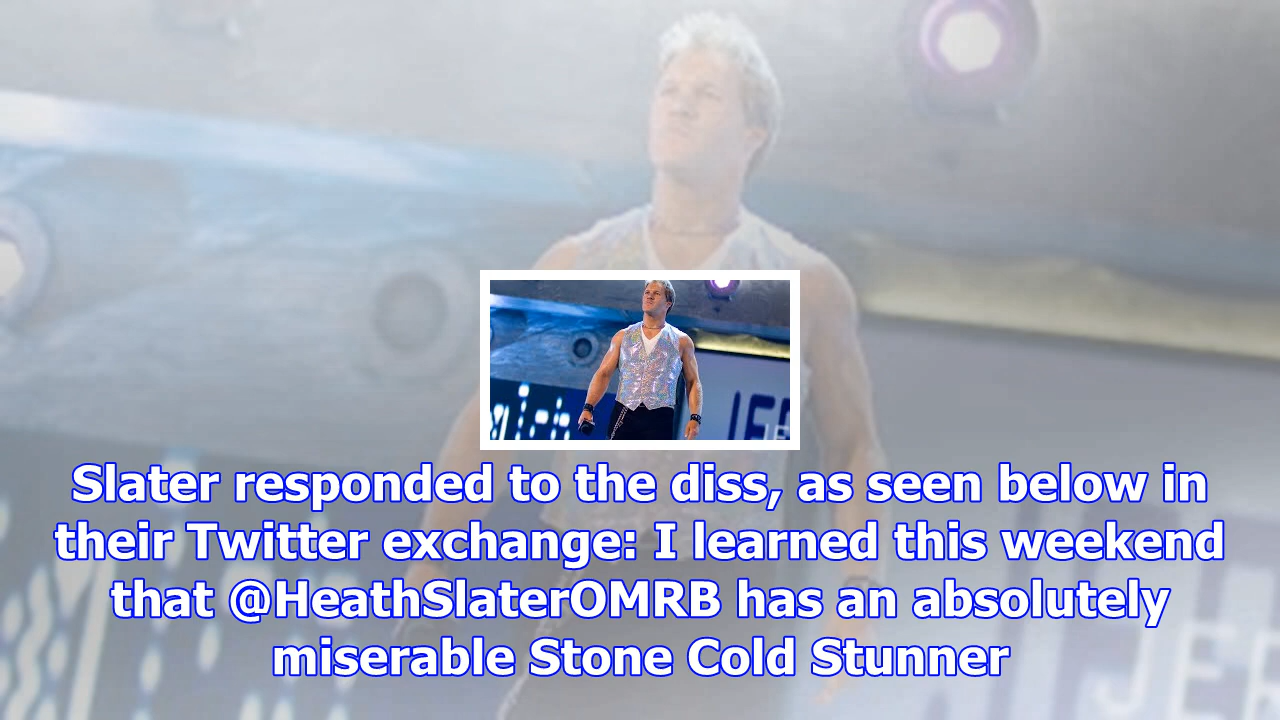 Slater responded to the diss, as seen below in
their Twitter exchange: I learned this weekend
that @HeathSlaterOMRB has an absolutely
miserable Stone Cold Stunner